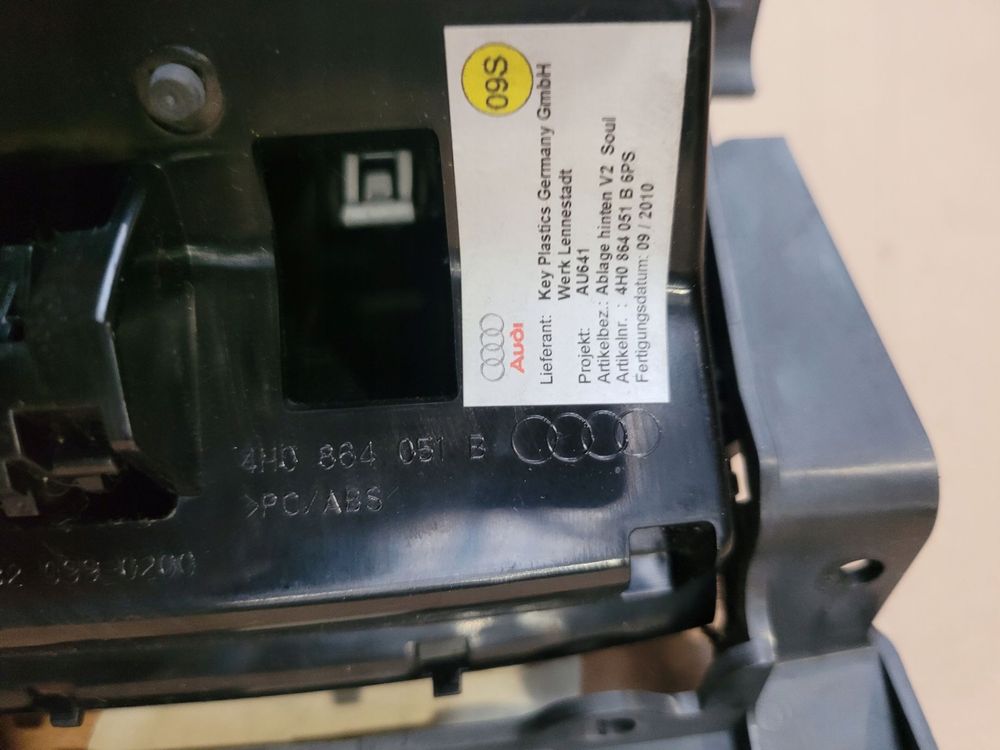 09S
Audi
Lieferant: Key Plastics Germany GmbH
Werk Lennestadt
Projekt: AU641
Artikelbez.: Ablage hinten V2 Soul
Artikelnr. : 4H0 864 051 B 6PS
Fertigungsdatum: 09 / 2010
4H0 864 051 B
>PC/ABS<
0200